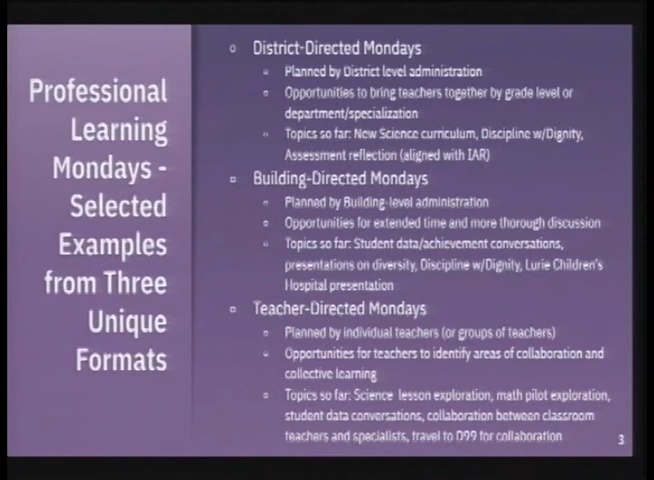 Professional
Learning
Mondays -
Selected
Examples
from Three
Unique
Formats
District-Directed Mondays
Planned by District level administration
Opportunities to bring teachers together by grade level or
department/specialization
Topics so far: New Science curriculum, Discipline w/Dignity,
Assessment reflection (aligned with IAR)
Building-Directed Mondays
Planned by Building-level administration
Opportunities for extended time and more thorough discussion
Topics so far: Student data/achievement conversations,
presentations on diversity, Discipline w/Dignity, Lurie Children's
Hospital presentation
Teacher-Directed Mondays
Planned by individual teachers (or groups of teachers)
Opportunities for teachers to identify areas of collaboration and
collective learning
Topics so far: Science lesson exploration, math pilot exploration,
student data conversations, collaboration between classroom
teachers and specialists, travel to D99 for collaboration
3